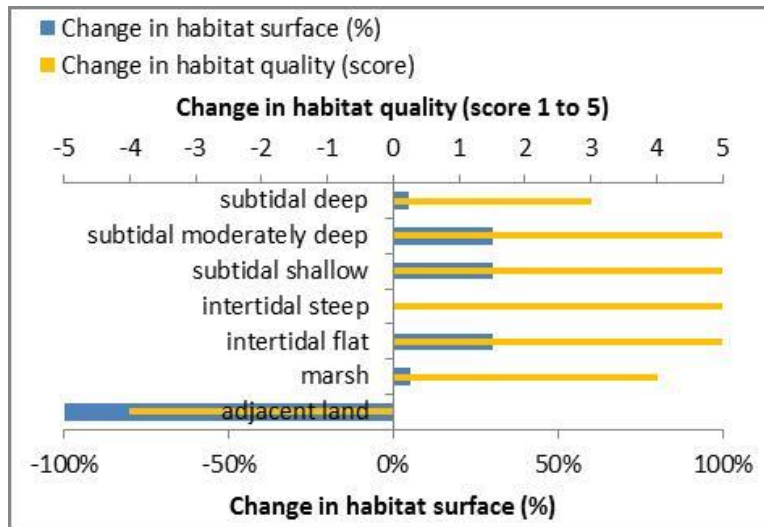 Change in habitat surface (%)
Change in habitat quality (score)
Change in habitat quality (score 1 to 5)
-5 -4 -3 -2 -1 0 1 2 3 4 5
subtidal deep
subtidal moderately deep
subtidal shallow
intertidal steep
intertidal flat
marsh
adjacent land
-100% -50% 0% 50% 100%
Change in habitat surface (%)